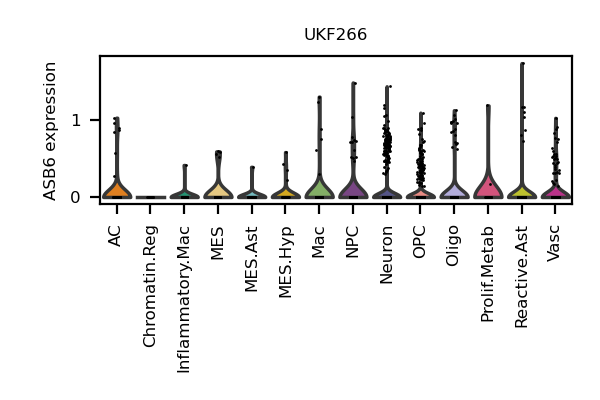 UKF266
ASB6 expression
1
0
AC
Chromatin.Reg
Inflammatory.Mac
MES
MES.Ast
MES.Hyp
Mac
NPC
Neuron
OPC
Oligo
Prolif.Metab
Reactive.Ast
Vasc